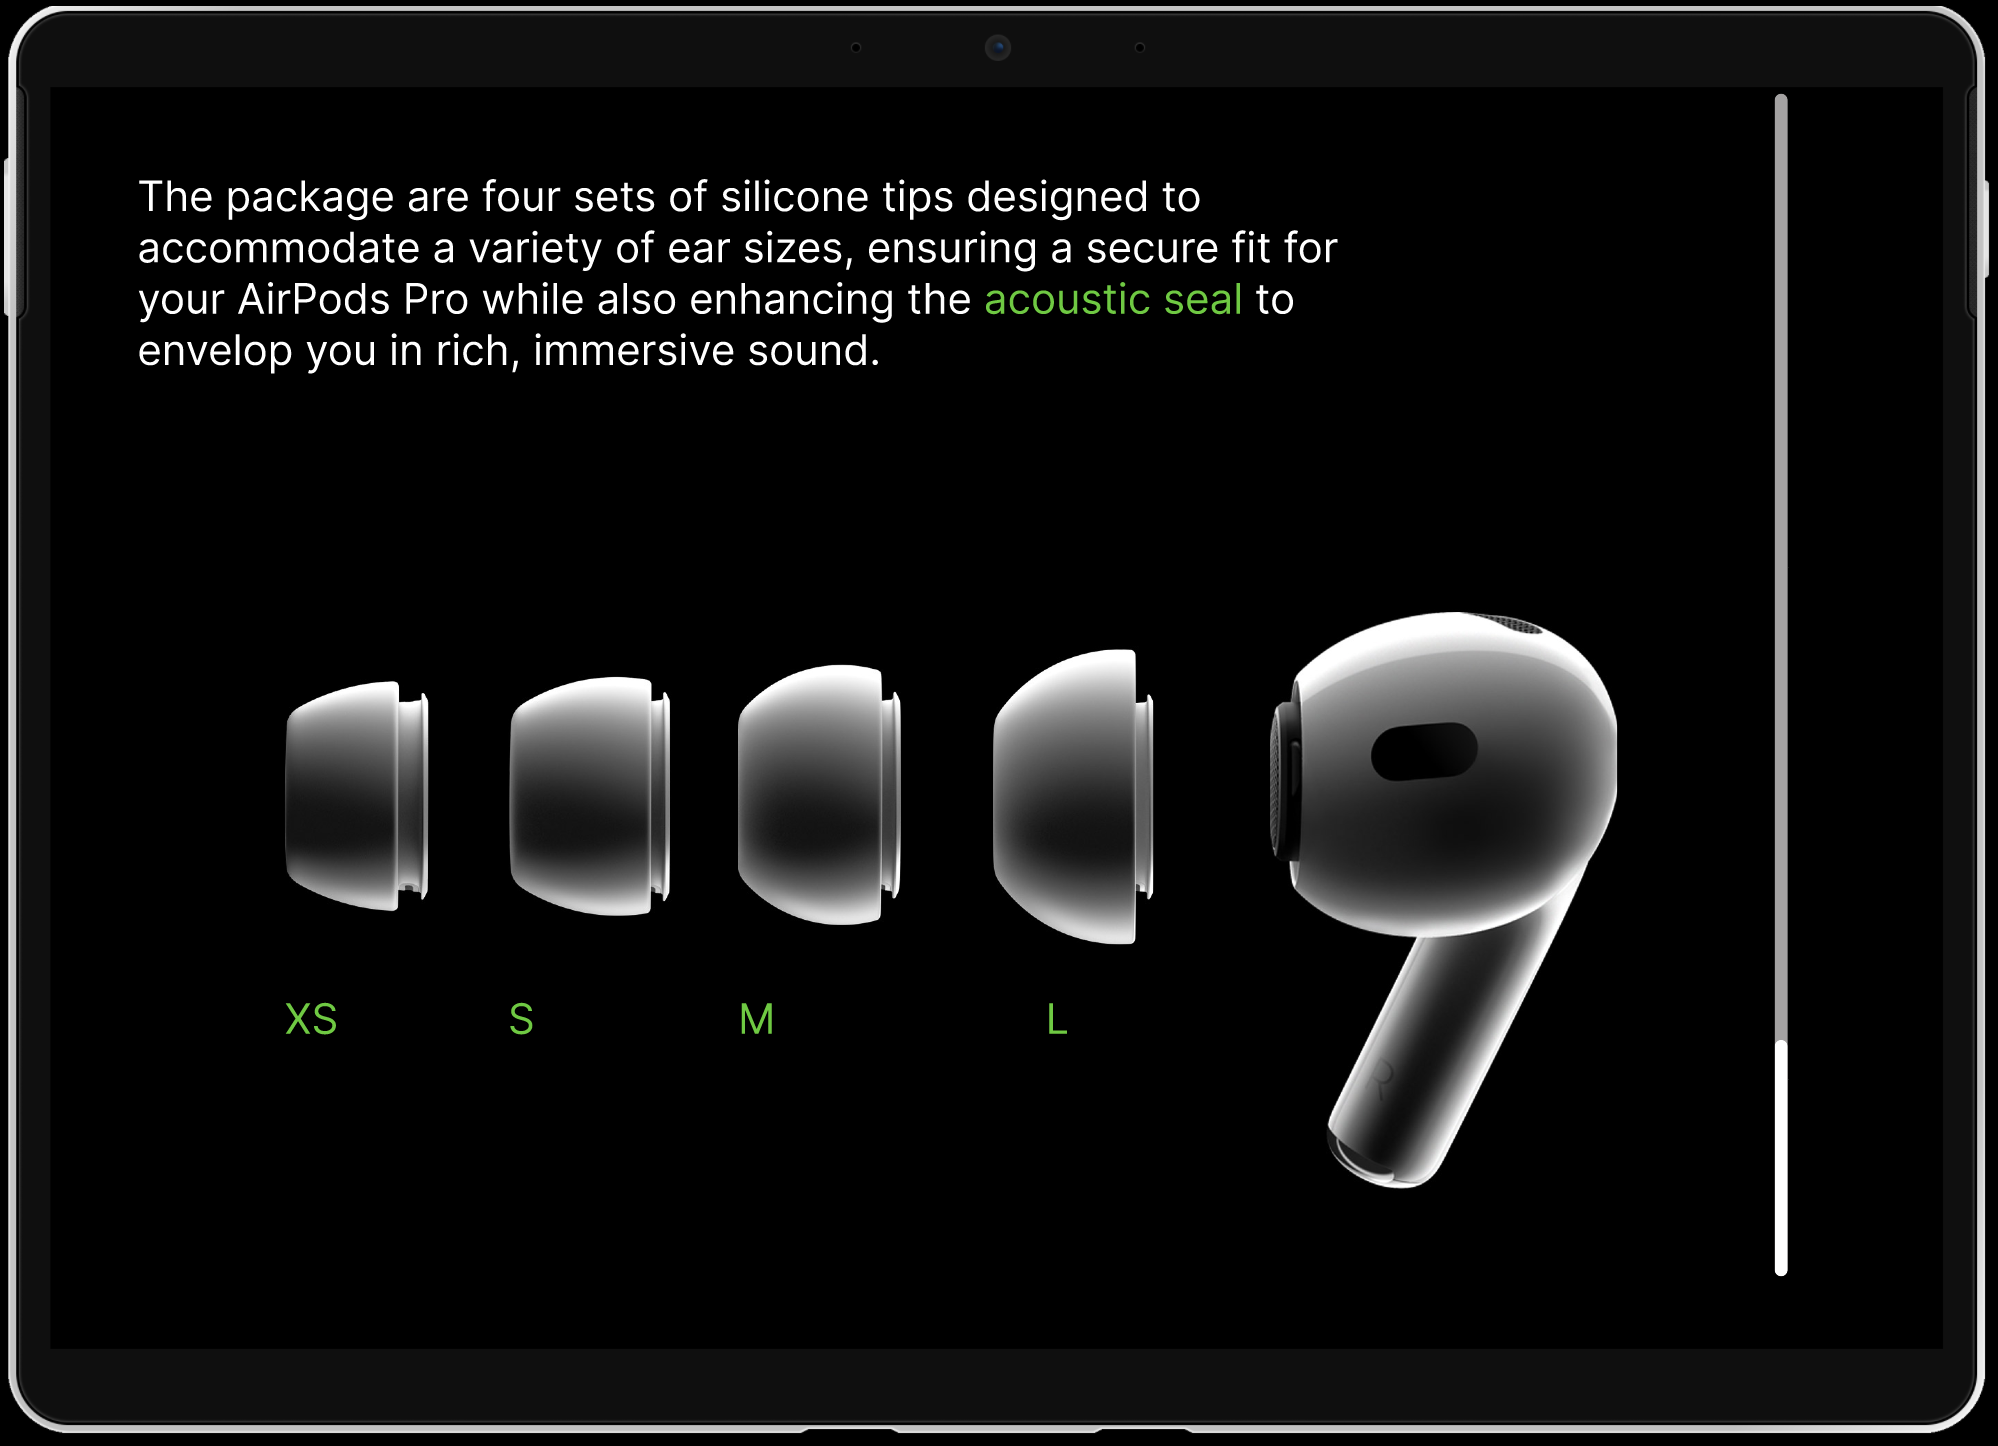 The package are four sets of silicone tips designed to
accommodate a variety of ear sizes, ensuring a secure fit for
your AirPods Pro while also enhancing the acoustic seal to
envelop you in rich, immersive sound.
XS S M L
R